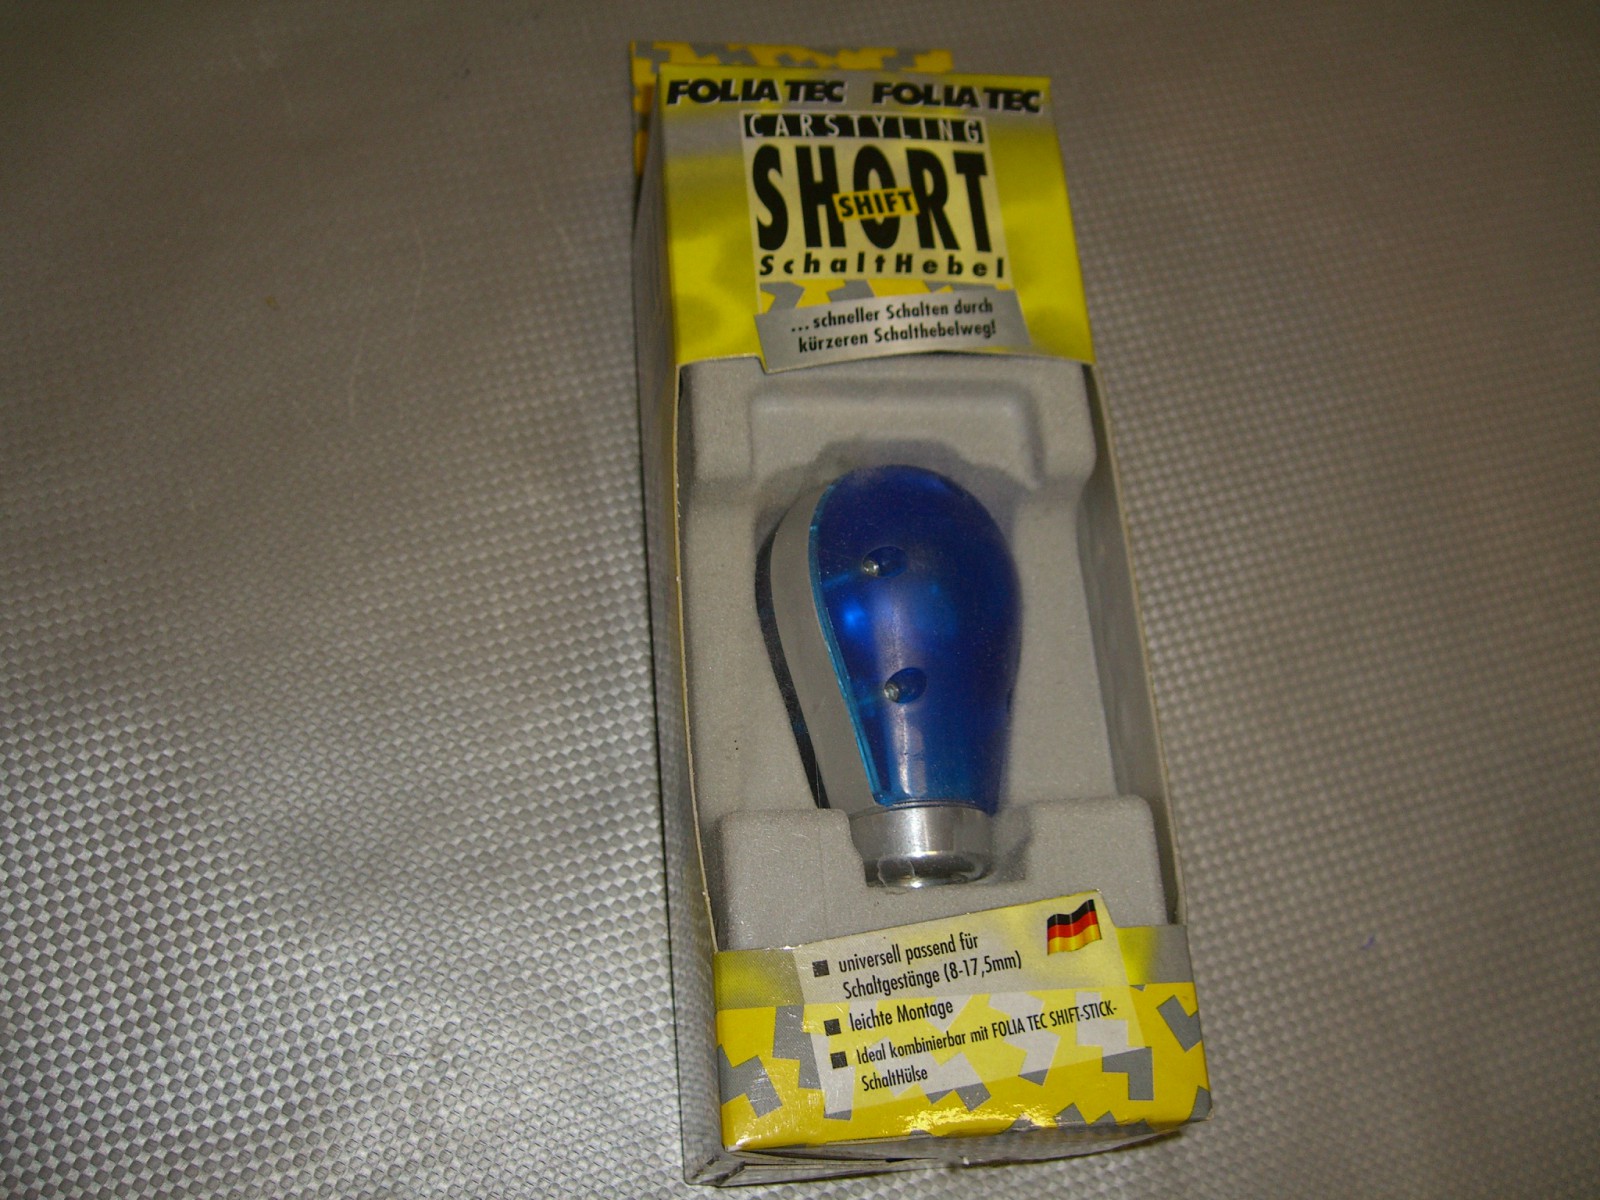 FOLIA TEC FOLIA TEC
CARSTYLING
SHORT
SHIFT
SchaltHebel
...schneller Schalten durch
kürzeren Schalthebelweg!
universell passend für
Schaltgestänge (8-17,5mm)
leichte Montage
Ideal kombinierbar mit FOLIA TEC SHIFT-STICK-
SchaltHülse